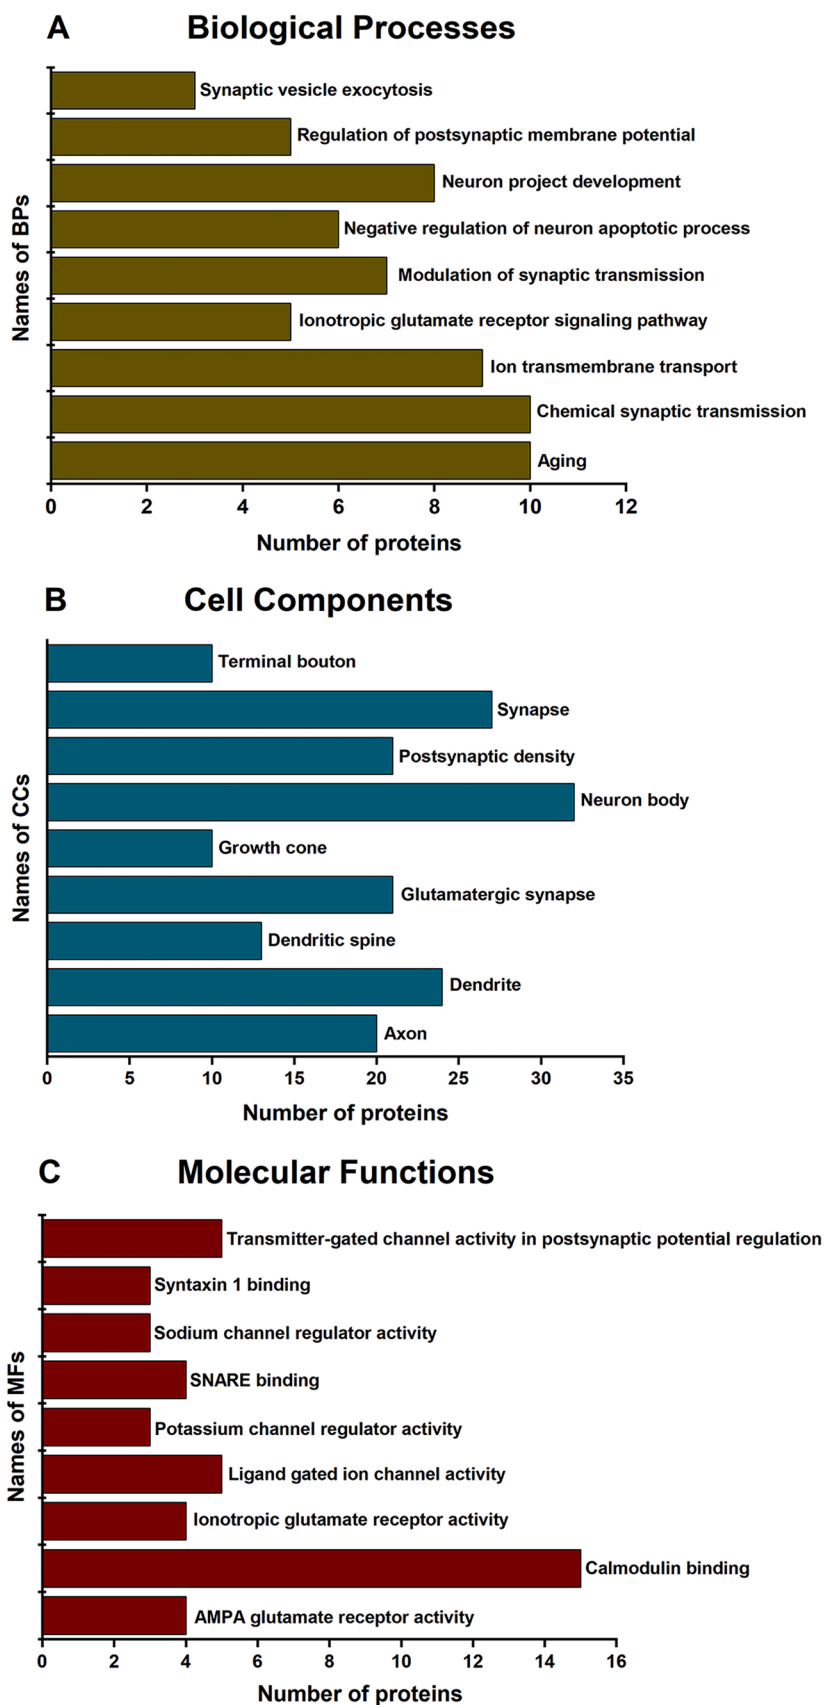 A Biological Processes
Names of BPs
Synaptic vesicle exocytosis
Regulation of postsynaptic membrane potential
Neuron project development
Negative regulation of neuron apoptotic process
Modulation of synaptic transmission
Ionotropic glutamate receptor signaling pathway
Ion transmembrane transport
Chemical synaptic transmission
Aging
0 2 4 6 8 10 12
Number of proteins
B Cell Components
Names of CCs
Terminal bouton
Synapse
Postsynaptic density
Neuron body
Growth cone
Glutamatergic synapse
Dendritic spine
Dendrite
Axon
0 5 10 15 20 25 30 35
Number of proteins
C Molecular Functions
Names of MFs
Transmitter-gated channel activity in postsynaptic potential regulation
Syntaxin 1 binding
Sodium channel regulator activity
SNARE binding
Potassium channel regulator activity
Ligand gated ion channel activity
Ionotropic glutamate receptor activity
Calmodulin binding
AMPA glutamate receptor activity
0 2 4 6 8 10 12 14 16
Number of proteins